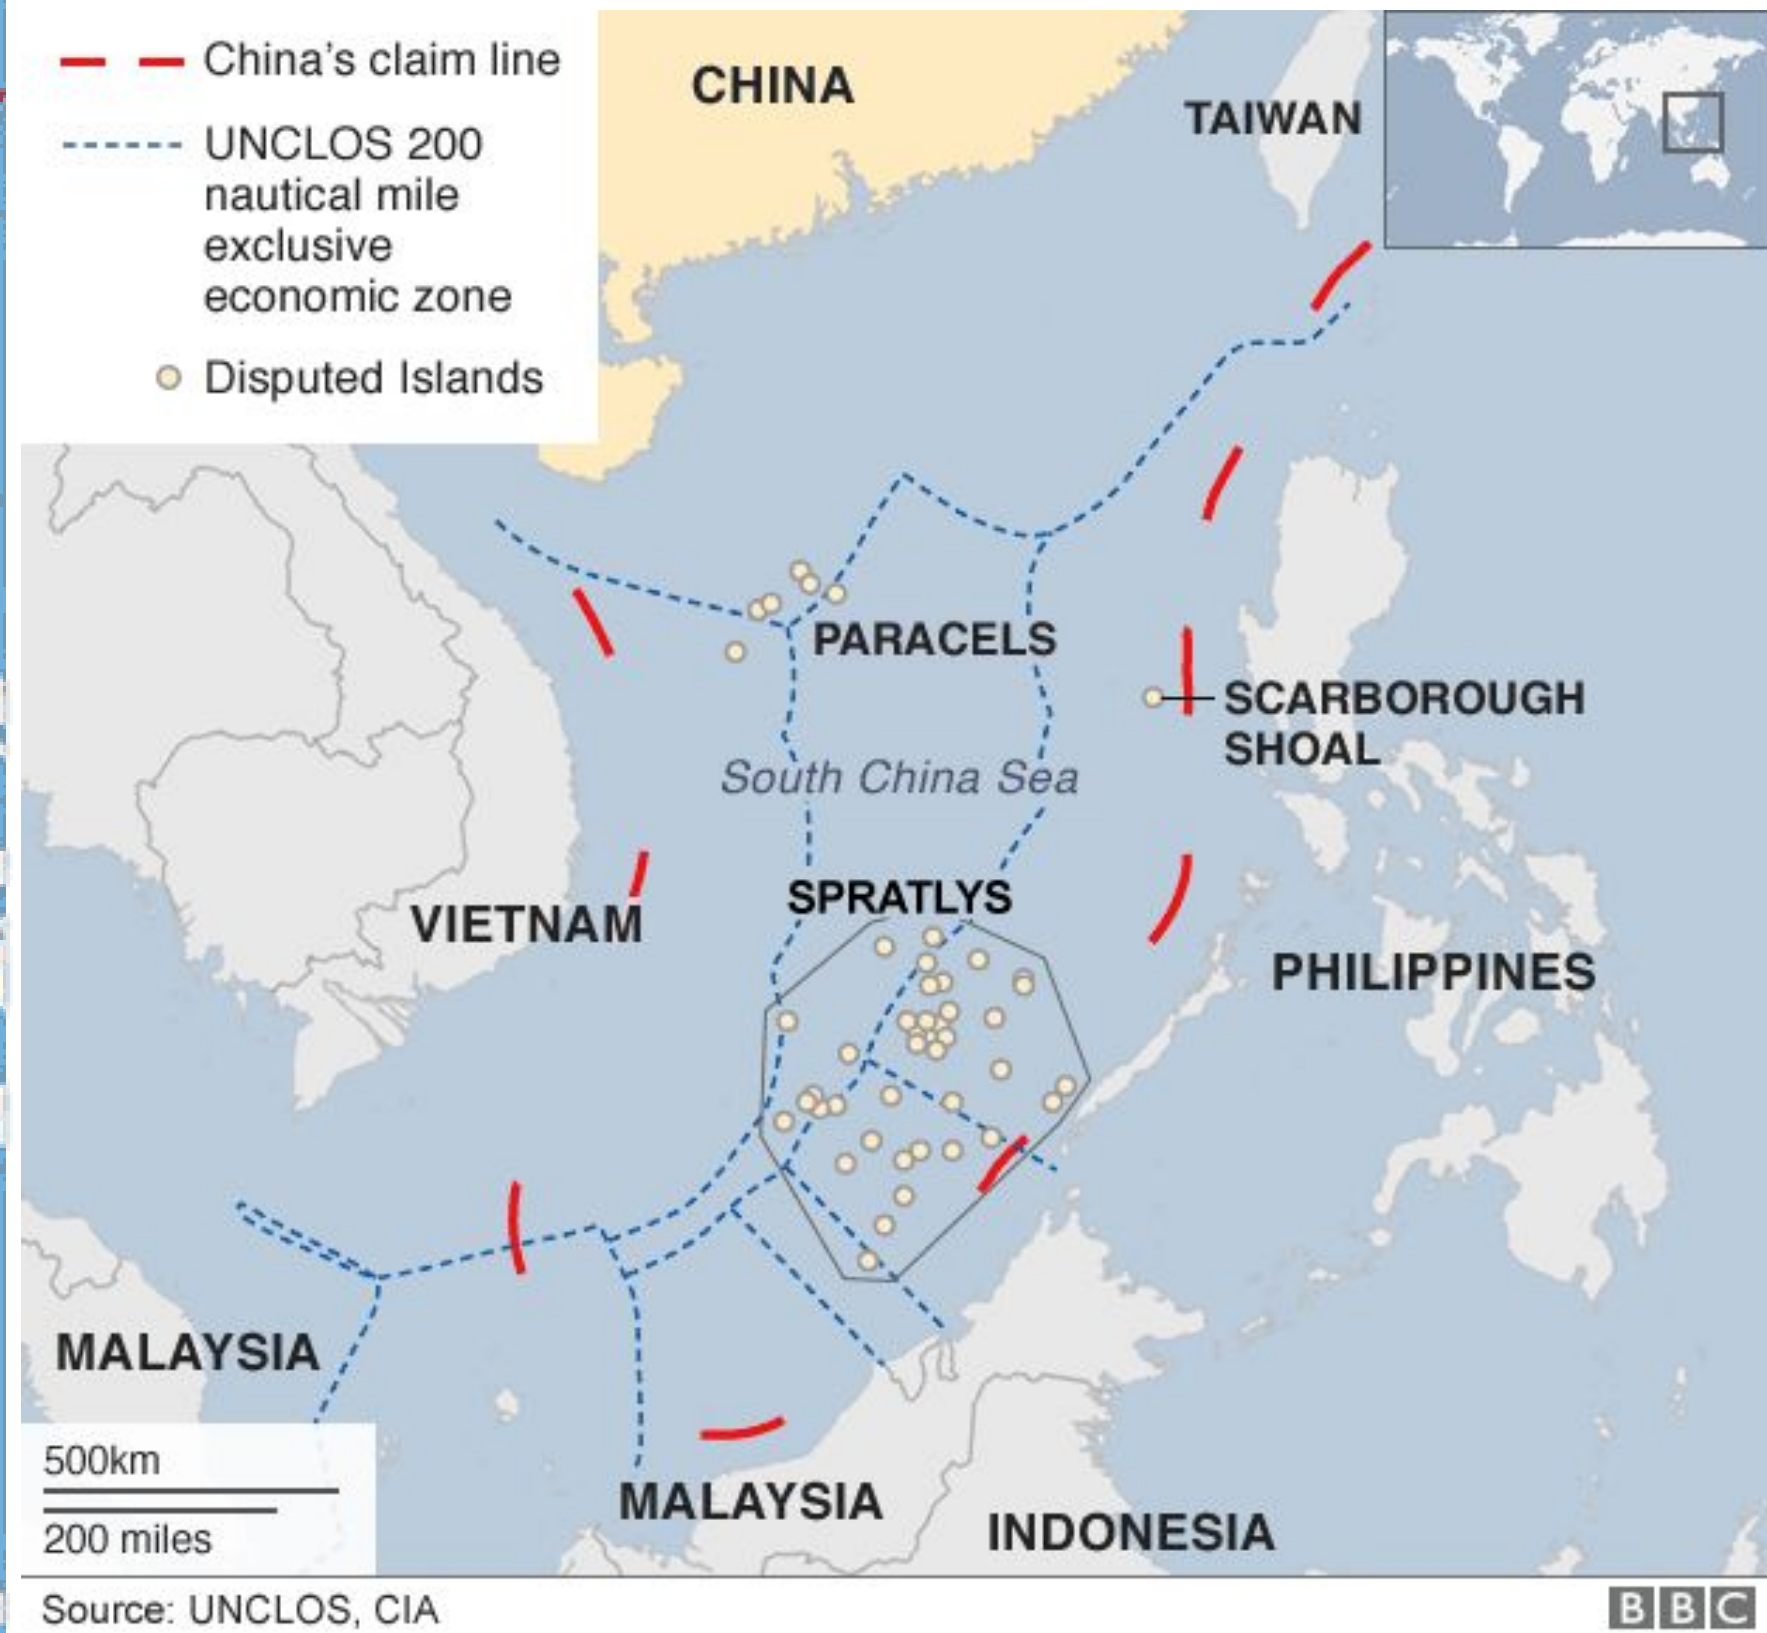 China's claim line
UNCLOS 200
nautical mile
exclusive
economic zone
Disputed Islands
CHINA
TAIWAN
PARACELS
SCARBOROUGH
SHOAL
South China Sea
SPRATLYS
VIETNAM
PHILIPPINES
MALAYSIA
MALAYSIA
INDONESIA
500km
200 miles
Source: UNCLOS, CIA
BBC